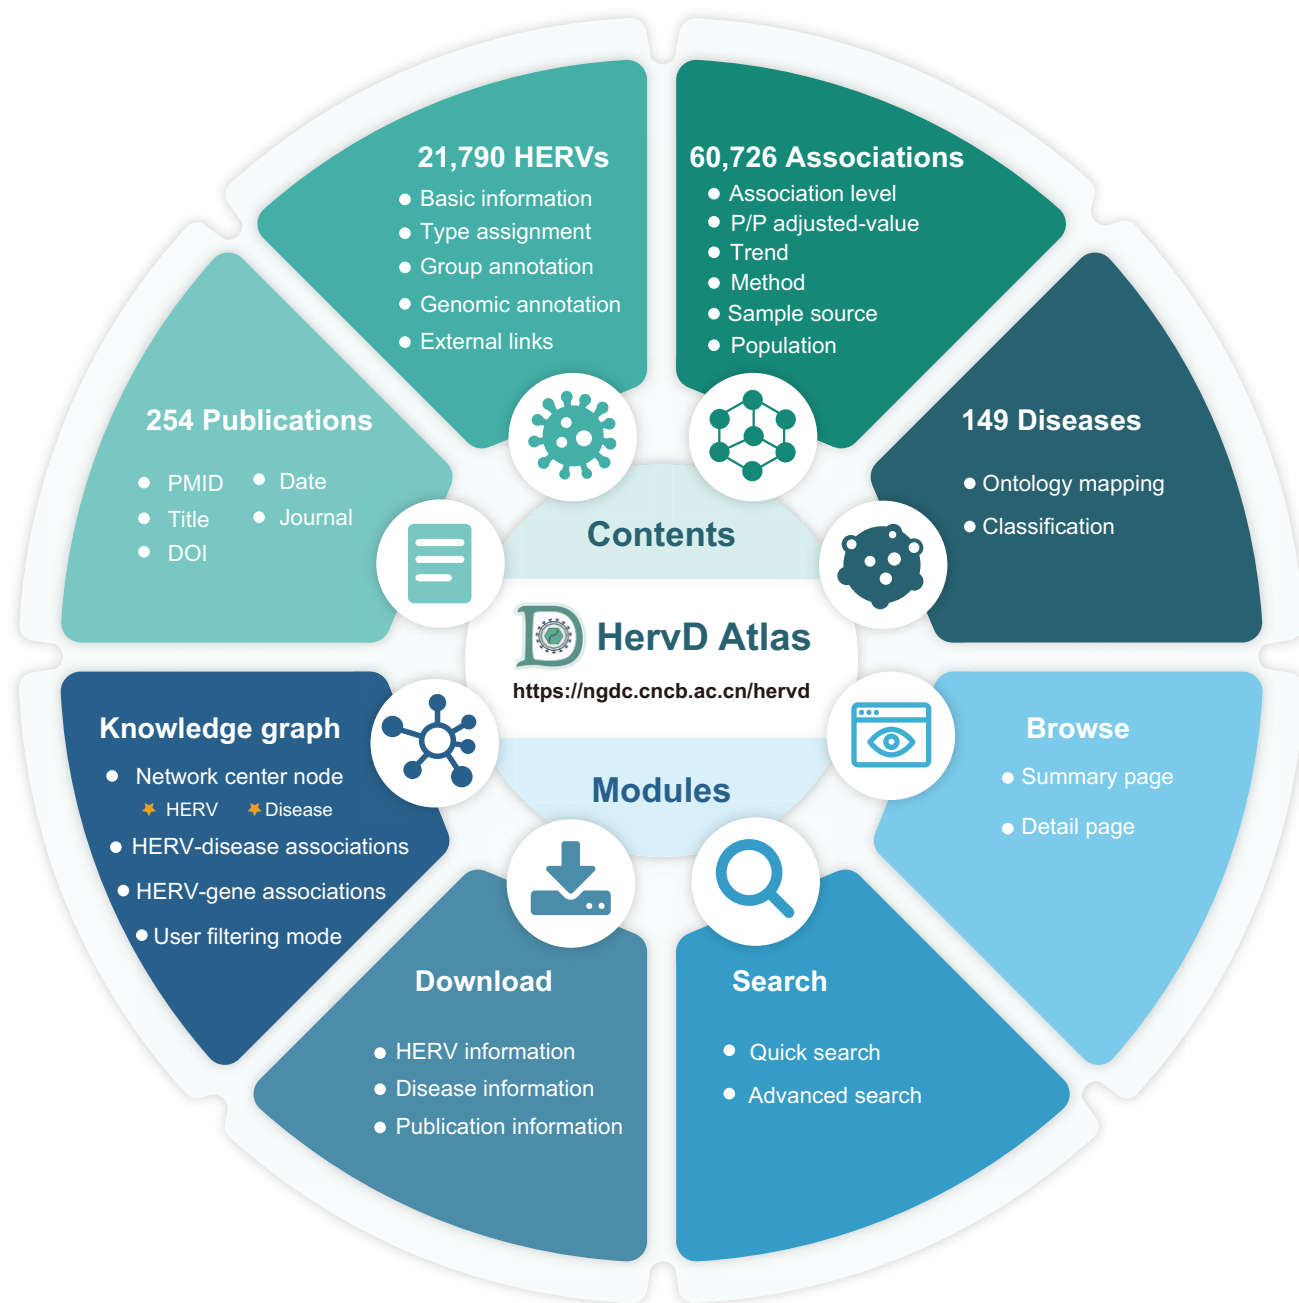 21,790 HERVs
Basic information
Type assignment
Group annotation
Genomic annotation
External links
60,726 Associations
Association level
P/P adjusted-value
Trend
Method
Sample source
Population
254 Publications
PMID
Date
Title
Journal
DOI
149 Diseases
Ontology mapping
Classification
Contents
HervD Atlas
https://ngdc.cncb.ac.cn/hervd
Modules
Knowledge graph
Network center node
HERV
Disease
HERV-disease associations
HERV-gene associations
User filtering mode
Browse
Summary page
Detail page
Download
HERV information
Disease information
Publication information
Search
Quick search
Advanced search